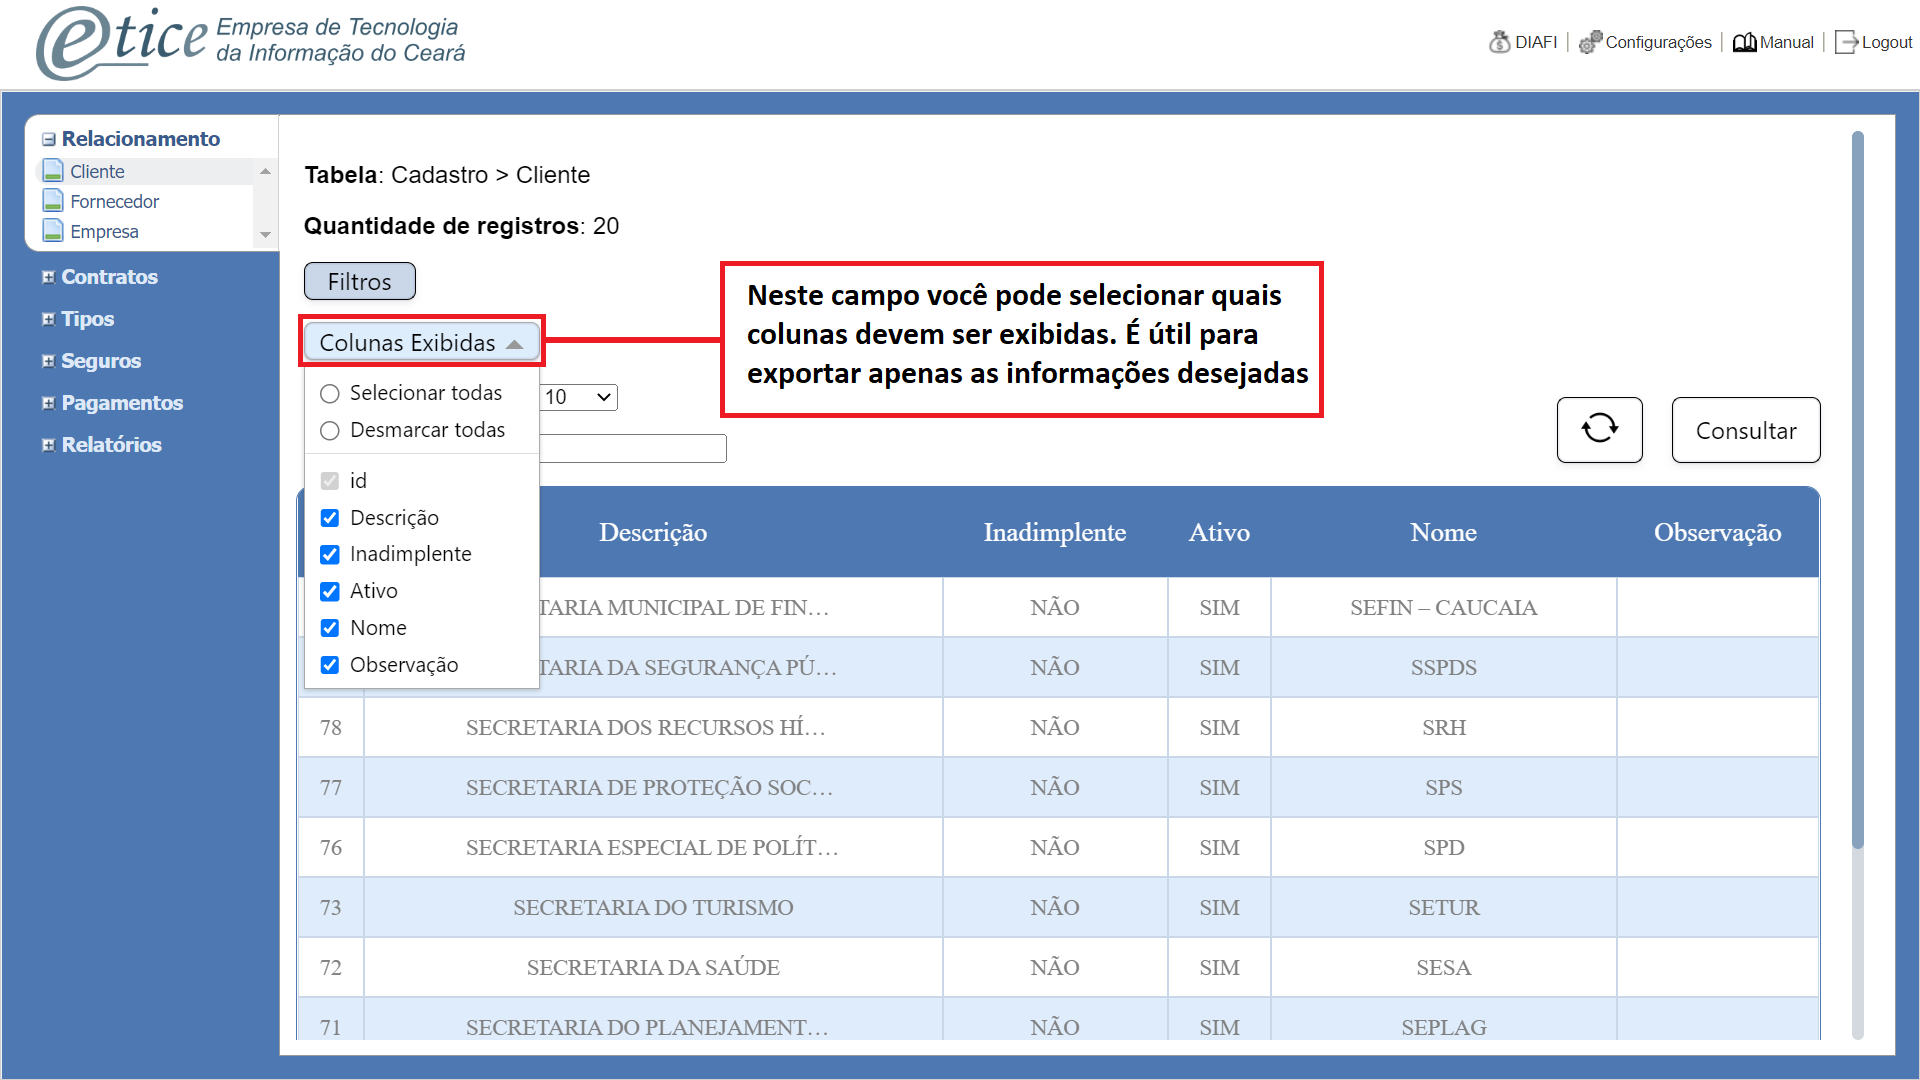 etice Empresa de Tecnologia
da Informação do Ceará
DIAFI
Configurações
Manual
Logout
Relacionamento
Cliente
Fornecedor
Empresa
Contratos
Tipos
Seguros
Pagamentos
Relatórios
Tabela: Cadastro > Cliente
Quantidade de registros: 20
Filtros
Colunas Exibidas
Neste campo você pode selecionar quais
colunas devem ser exibidas. É útil para
exportar apenas as informações desejadas
Selecionar todas
Desmarcar todas
10
id
Descrição
Inadimplente
Ativo
Nome
Observação
Consultar
Descrição Inadimplente Ativo Nome Observação
TARIA MUNICIPAL DE FIN... NÃO SIM SEFIN – CAUCAIA
TARIA DA SEGURANÇA PÚ... NÃO SIM SSPDS
78 SECRETARIA DOS RECURSOS HÍ... NÃO SIM SRH
77 SECRETARIA DE PROTEÇÃO SOC... NÃO SIM SPS
76 SECRETARIA ESPECIAL DE POLÍT... NÃO SIM SPD
73 SECRETARIA DO TURISMO NÃO SIM SETUR
72 SECRETARIA DA SAÚDE NÃO SIM SESA
71 SECRETARIA DO PLANEJAMENT... NÃO SIM SEPLAG